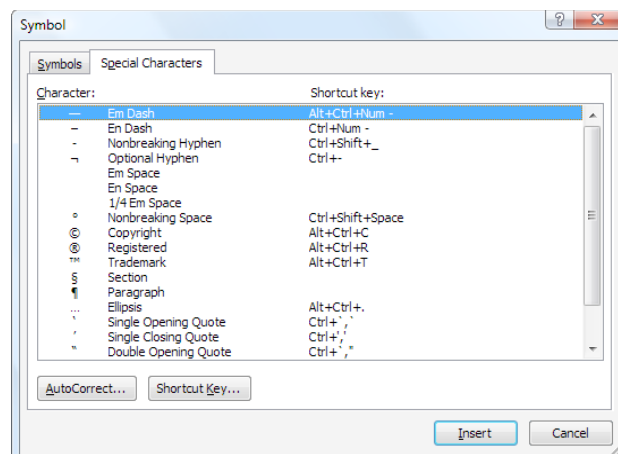 Symbol
Symbols Special Characters
Character: Shortcut key:
— Em Dash Alt+Ctrl+Num -
– En Dash Ctrl+Num -
- Nonbreaking Hyphen Ctrl+Shift+_
¬ Optional Hyphen Ctrl+-
Em Space
En Space
1/4 Em Space
° Nonbreaking Space Ctrl+Shift+Space
© Copyright Alt+Ctrl+C
® Registered Alt+Ctrl+R
™ Trademark Alt+Ctrl+T
§ Section
¶ Paragraph
… Ellipsis Alt+Ctrl+.
‘ Single Opening Quote Ctrl+`,`
’ Single Closing Quote Ctrl+','
“ Double Opening Quote Ctrl+`,"
AutoCorrect... Shortcut Key...
Insert Cancel